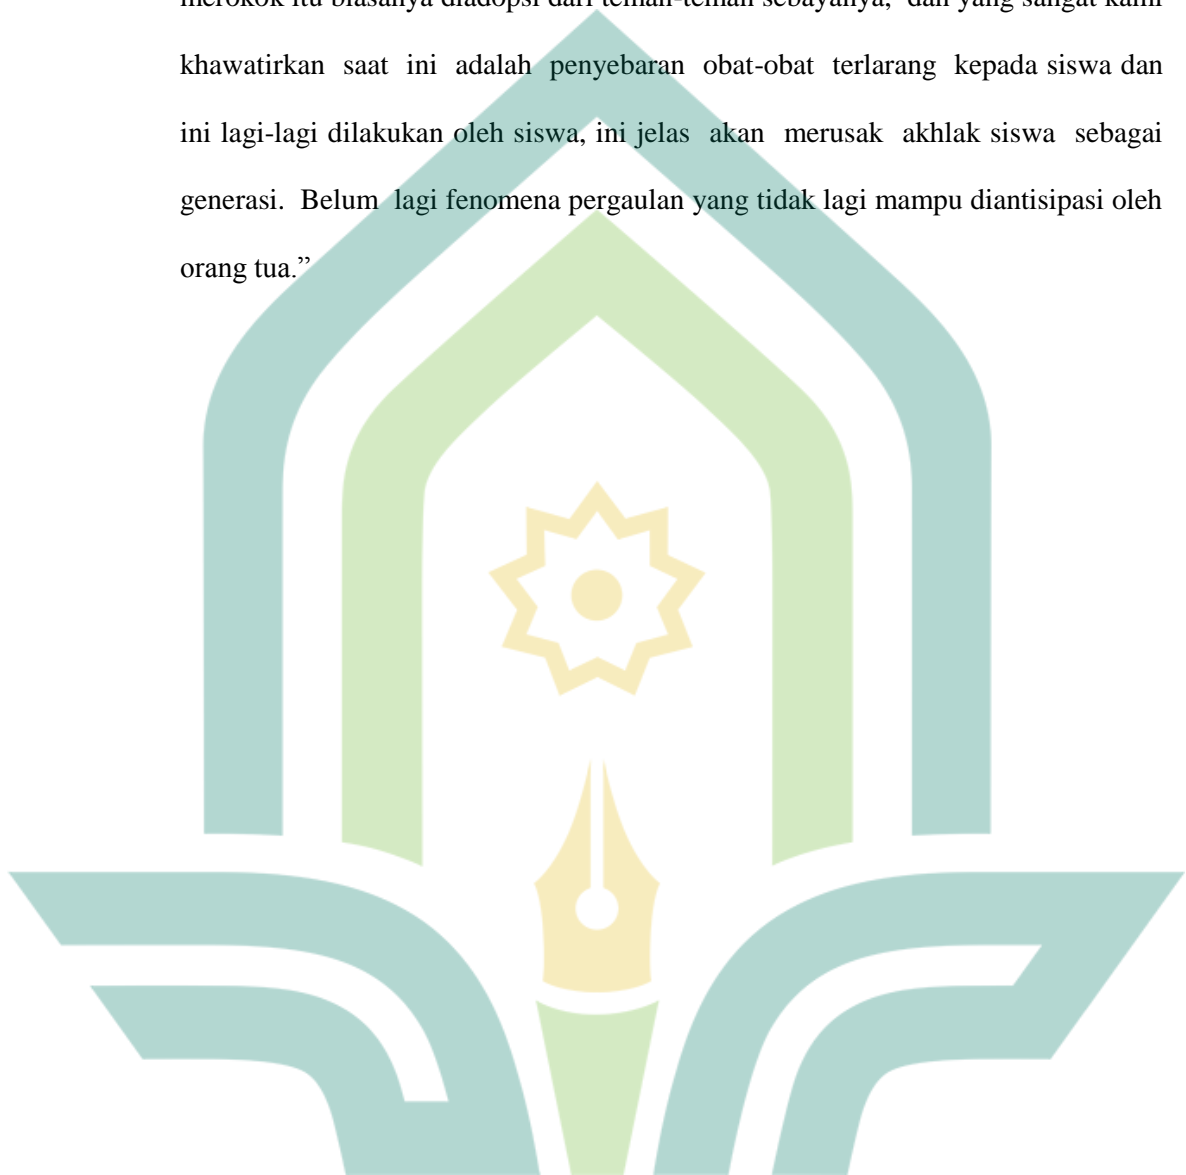 merokok itu biasanya diadopsi dari teman-teman sebayanya, dan yang sangat kami
khawatirkan saat ini adalah penyebaran obat-obat terlarang kepada siswa dan
ini lagi-lagi dilakukan oleh siswa, ini jelas akan merusak akhlak siswa sebagai
generasi. Belum lagi fenomena pergaulan yang tidak lagi mampu diantisipasi oleh
orang tua.”